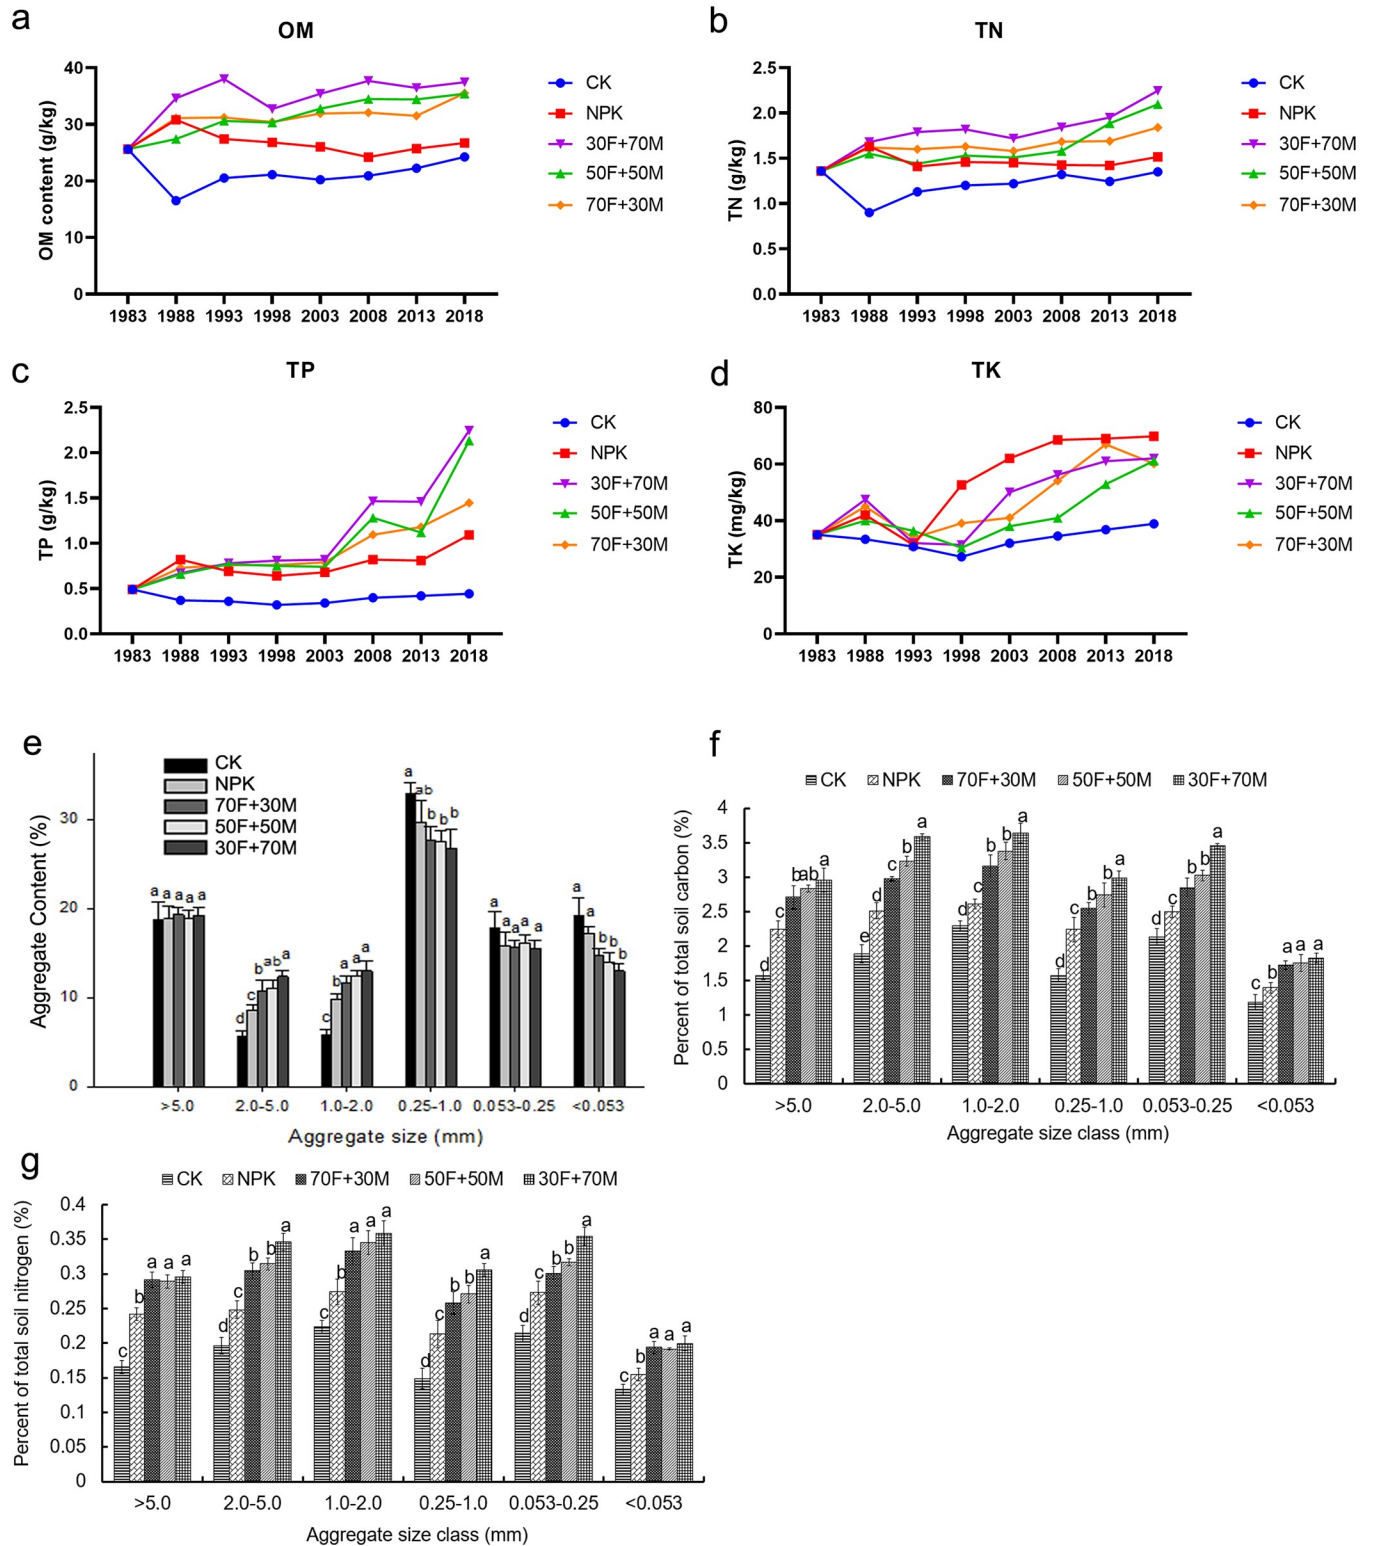 a
OM
OM content (g/kg)
40
30
20
10
0
1983 1988 1993 1998 2003 2008 2013 2018
CK
NPK
30F+70M
50F+50M
70F+30M
b
TN
TN (g/kg)
2.5
2.0
1.5
1.0
0.5
0.0
1983 1988 1993 1998 2003 2008 2013 2018
CK
NPK
30F+70M
50F+50M
70F+30M
c
TP
TP (g/kg)
2.5
2.0
1.5
1.0
0.5
0.0
1983 1988 1993 1998 2003 2008 2013 2018
CK
NPK
30F+70M
50F+50M
70F+30M
d
TK
TK (mg/kg)
80
60
40
20
0
1983 1988 1993 1998 2003 2008 2013 2018
CK
NPK
30F+70M
50F+50M
70F+30M
e
CK
NPK
70F+30M
50F+50M
30F+70M
Aggregate Content (%)
30
20
10
0
a a a a a
d c b ab a
c b a a a
a ab b b b
a a a a a
a a b b b
>5.0 2.0-5.0 1.0-2.0 0.25-1.0 0.053-0.25 <0.053
Aggregate size (mm)
f
CK NPK 70F+30M 50F+50M 30F+70M
Percent of total soil carbon (%)
4
3.5
3
2.5
2
1.5
1
0.5
0
d c b ab a
e d c b a
d c b b a
c c b b a
d c b b a
c b a a a
>5.0 2.0-5.0 1.0-2.0 0.25-1.0 0.053-0.25 <0.053
Aggregate size class (mm)
g
CK NPK 70F+30M 50F+50M 30F+70M
Percent of total soil nitrogen (%)
0.4
0.35
0.3
0.25
0.2
0.15
0.1
0.05
0
c b a a a
d c b b a
c b a a a
d c b b a
d c b b a
c b a a a
>5.0 2.0-5.0 1.0-2.0 0.25-1.0 0.053-0.25 <0.053
Aggregate size class (mm)